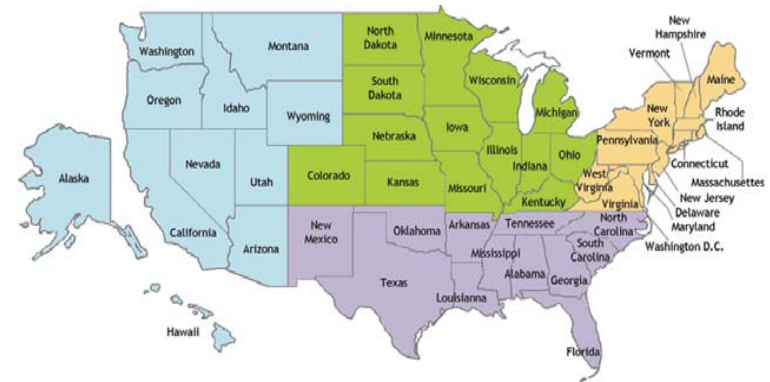 New
Hampshire
Vermont
Washington
Montana
North
Dakota
Minnesota
Maine
Oregon
Idaho
Wyoming
South
Dakota
Wisconsin
Michigan
New
York
Rhode
Island
Nebraska
Iowa
Illinois
Indiana
Ohio
Pennsylvania
Connecticut
Massachusettes
Alaska
Nevada
Utah
Colorado
Kansas
Missouri
Kentucky
West
Virginia
Virginia
New Jersey
Delaware
Maryland
Washington D.C.
California
Arizona
New
Mexico
Oklahoma
Arkansas
Tennessee
North
Carolina
South
Carolina
Texas
Louisianna
Mississippi
Alabama
Georgia
Hawaii
Florida